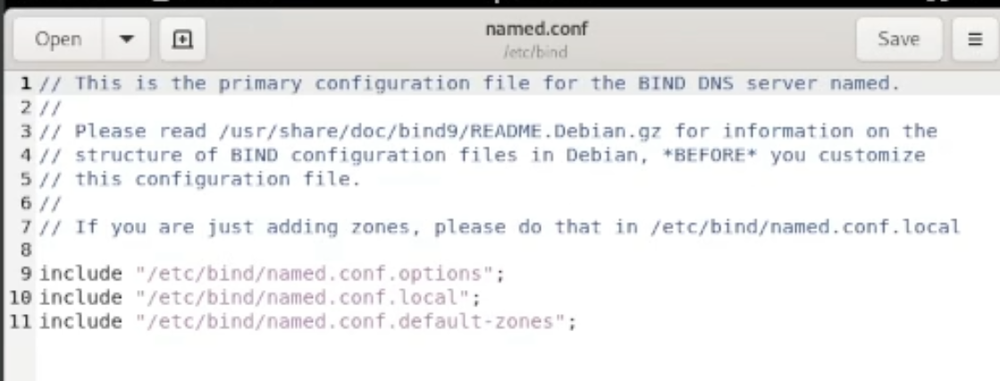 Open
named.conf
/etc/bind
Save
1 // This is the primary configuration file for the BIND DNS server named.
2 //
3 // Please read /usr/share/doc/bind9/README.Debian.gz for information on the
4 // structure of BIND configuration files in Debian, *BEFORE* you customize
5 // this configuration file.
6 //
7 // If you are just adding zones, please do that in /etc/bind/named.conf.local
8
9 include "/etc/bind/named.conf.options";
10 include "/etc/bind/named.conf.local";
11 include "/etc/bind/named.conf.default-zones";